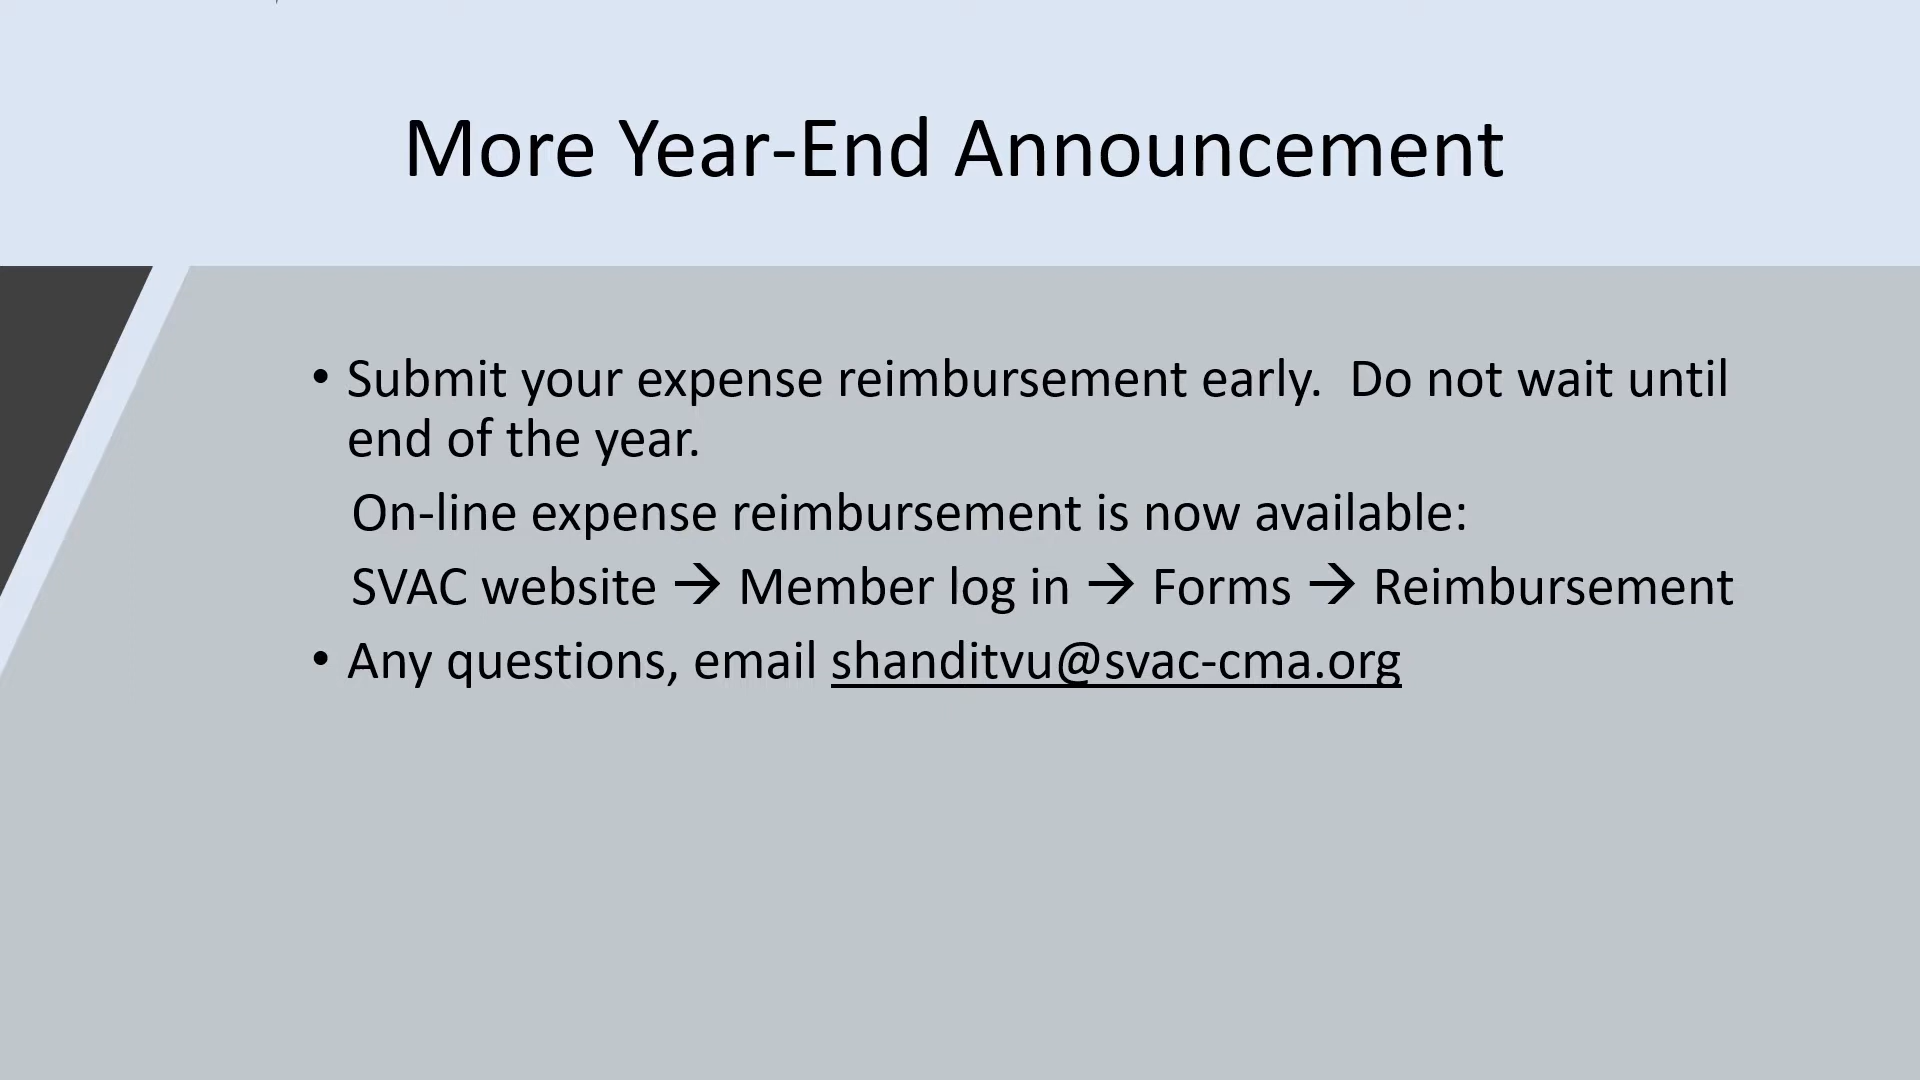 More Year-End Announcement
• Submit your expense reimbursement early.  Do not wait until
end of the year.
On-line expense reimbursement is now available:
SVAC website → Member log in → Forms → Reimbursement
• Any questions, email shanditvu@svac-cma.org